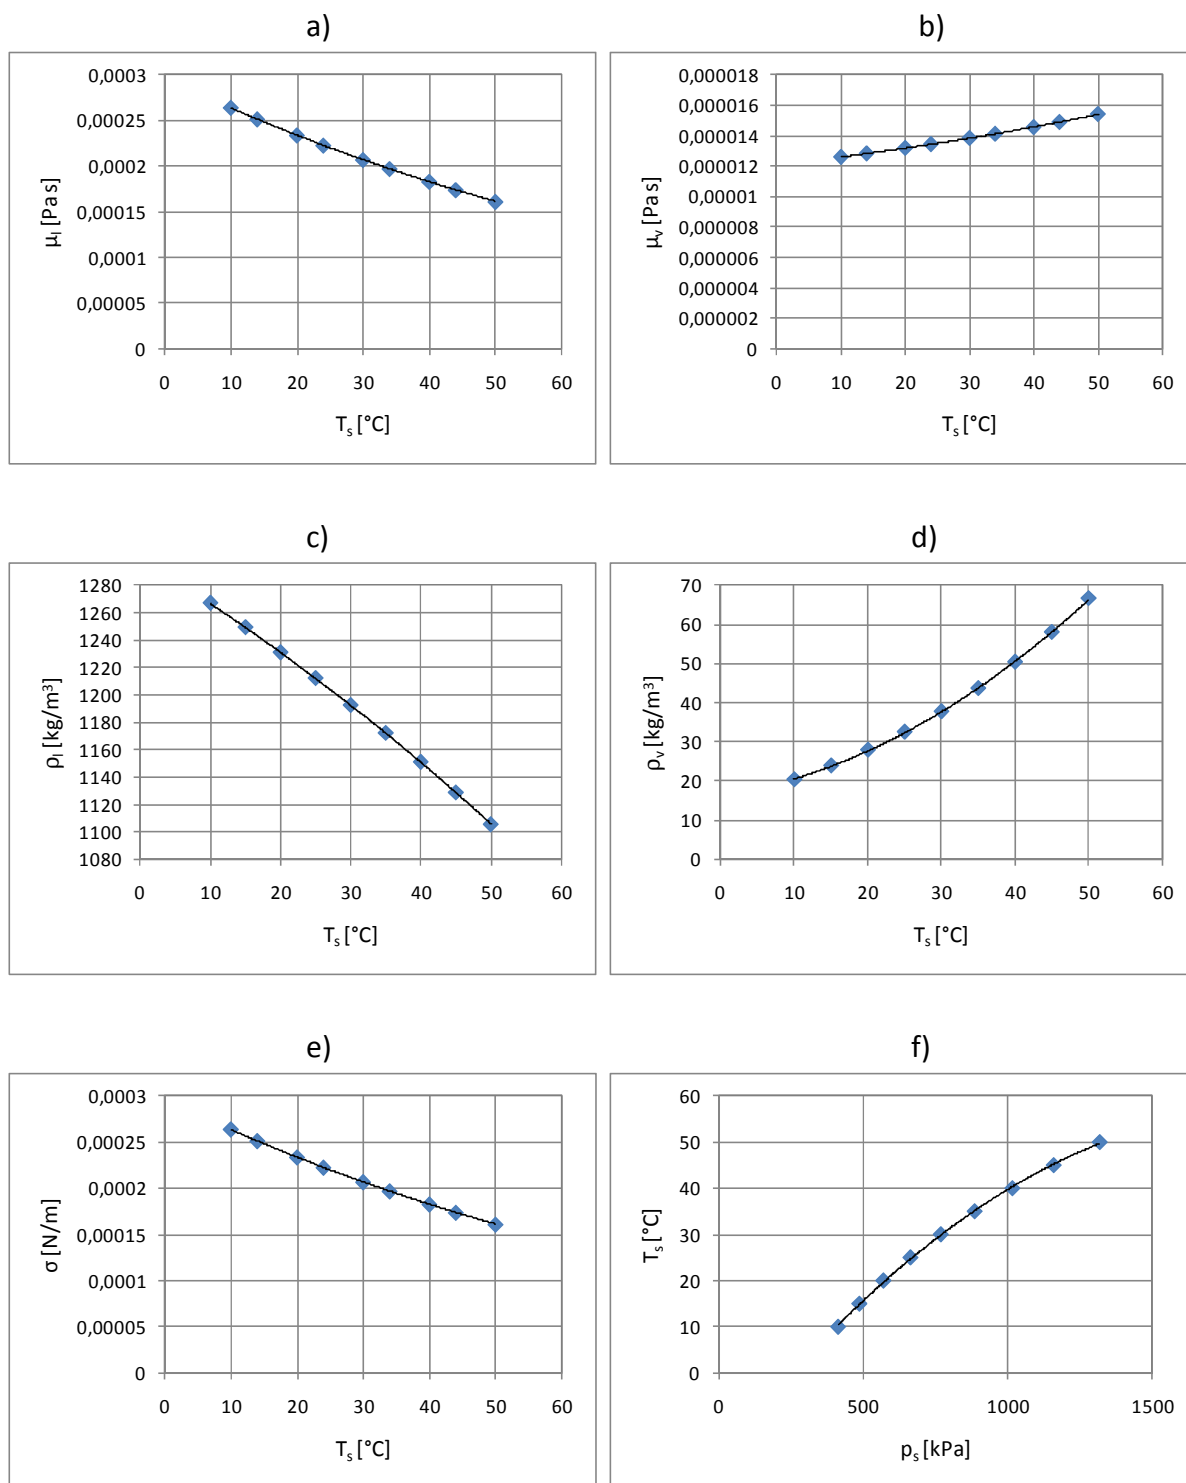 a)
0,0003
0,00025
0,0002
0,00015
0,0001
0,00005
0
μl [Pa s]
0 10 20 30 40 50 60
Ts [°C]
b)
0,000018
0,000016
0,000014
0,000012
0,00001
0,000008
0,000006
0,000004
0,000002
0
μv [Pa s]
0 10 20 30 40 50 60
Ts [°C]
c)
1280
1260
1240
1220
1200
1180
1160
1140
1120
1100
1080
ρl [kg/m³]
0 10 20 30 40 50 60
Ts [°C]
d)
70
60
50
40
30
20
10
0
ρv [kg/m³]
0 10 20 30 40 50 60
Ts [°C]
e)
0,0003
0,00025
0,0002
0,00015
0,0001
0,00005
0
σ [N/m]
0 10 20 30 40 50 60
Ts [°C]
f)
60
50
40
30
20
10
0
Ts [°C]
0 500 1000 1500
ps [kPa]